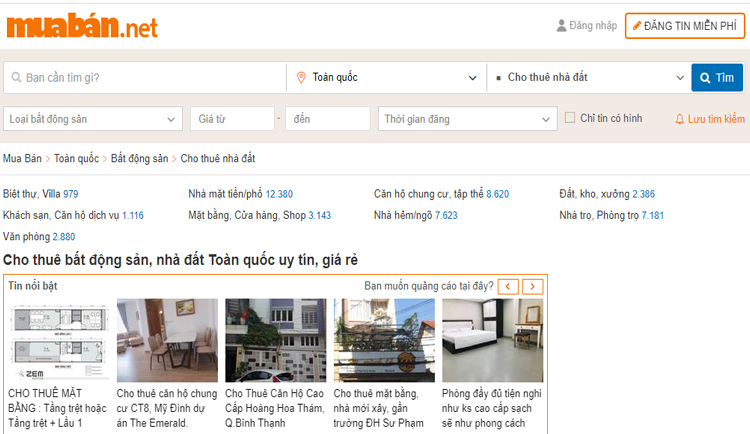 muabán.net
Đăng nhập
ĐĂNG TIN MIỄN PHÍ
Bạn cần tìm gì?
Toàn quốc
Cho thuê nhà đất
Tìm
Loại bất động sản
Giá từ
-
đến
Thời gian đăng
Chỉ tin có hình
Lưu tìm kiếm
Mua Bán > Toàn quốc > Bất động sản > Cho thuê nhà đất
Biệt thự, Villa 979
Nhà mặt tiền/phố 12.380
Căn hộ chung cư, tập thể 8.620
Đất, kho, xưởng 2.386
Khách sạn, Căn hộ dịch vụ 1.116
Mặt bằng, Cửa hàng, Shop 3.143
Nhà hẻm/ngõ 7.623
Nhà trọ, Phòng trọ 7.181
Văn phòng 2.880
Cho thuê bất động sản, nhà đất Toàn quốc uy tín, giá rẻ
Tin nổi bật
Bạn muốn quảng cáo tại đây?
ZEM
CHO THUÊ MẶT
BẰNG : Tầng trệt hoặc
Tầng trệt + Lầu 1
Cho thuê căn hộ chung
cư CT8, Mỹ Đình dự
án The Emerald.
Cho Thuê Căn Hộ Cao
Cấp Hoàng Hoa Thám,
Q.Bình Thạnh
Cho thuê mặt bằng,
nhà mới xây, gần
trường ĐH Sư Phạm
Phòng đầy đủ tiện nghi
như ks cao cấp sạch
sẽ như phong cách